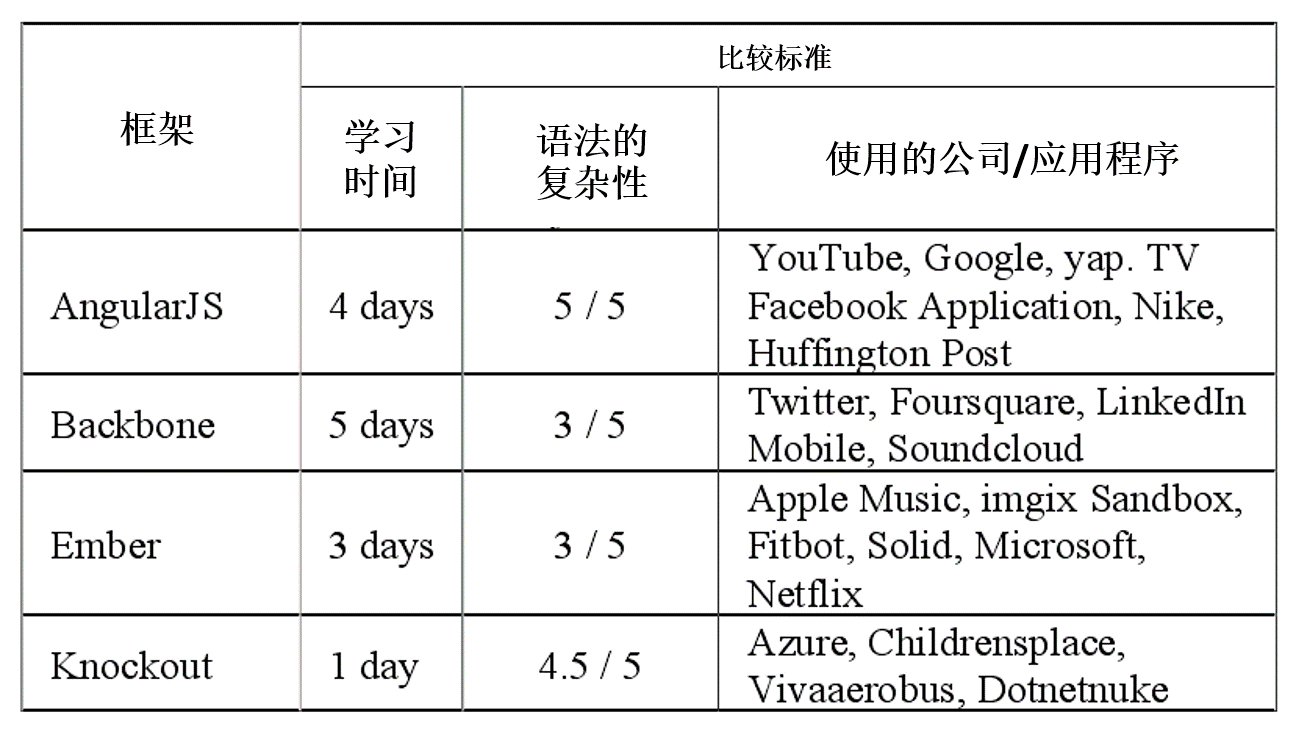 框架
比较标准
学习
时间
语法的
复杂性
使用的公司/应用程序
AngularJS
4 days
5 / 5
YouTube, Google, yap. TV
Facebook Application, Nike,
Huffington Post
Backbone
5 days
3 / 5
Twitter, Foursquare, LinkedIn
Mobile, Soundcloud
Ember
3 days
3 / 5
Apple Music, imgix Sandbox,
Fitbot, Solid, Microsoft,
Netflix
Knockout
1 day
4.5 / 5
Azure, Childrensplace,
Vivaaerobus, Dotnetnuke